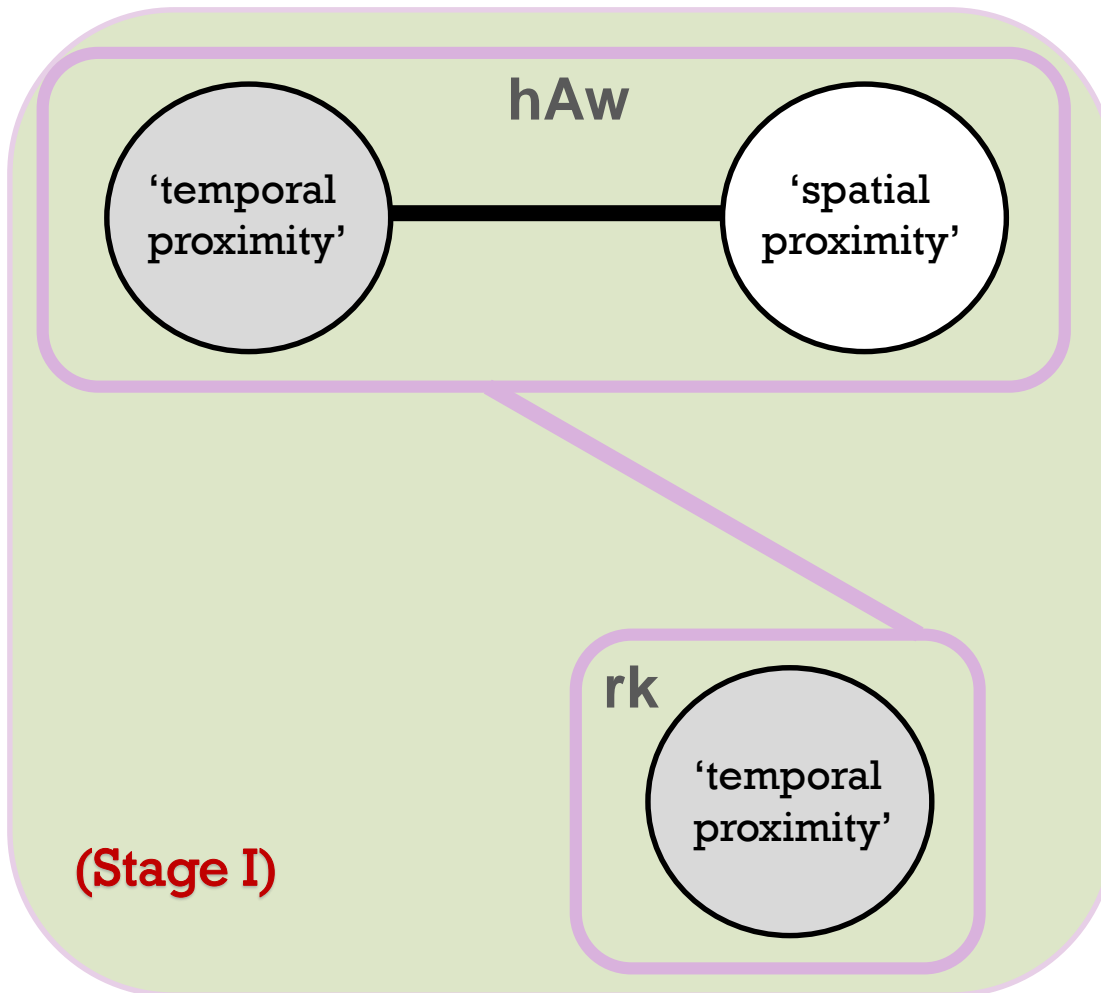 hAw
‘temporal
proximity’
‘spatial
proximity’
rk
‘temporal
proximity’
(Stage I)